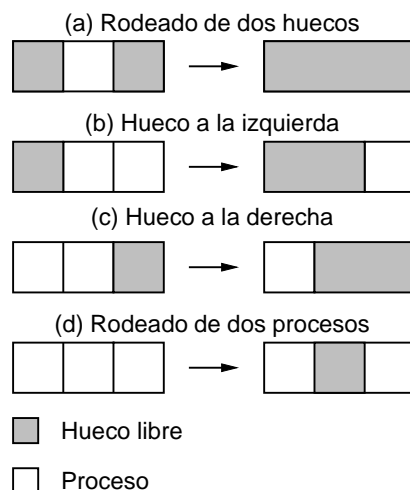 (a) Rodeado de dos huecos
(b) Hueco a la izquierda
(c) Hueco a la derecha
(d) Rodeado de dos procesos
Hueco libre
Proceso